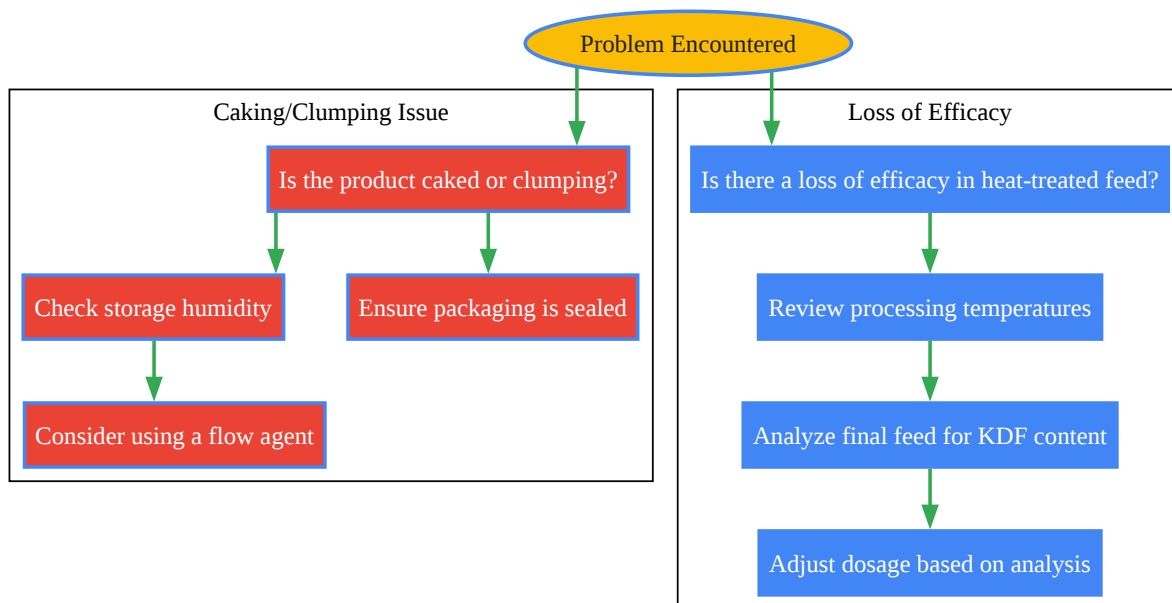 Problem Encountered
Caking/Clumping Issue
Is the product caked or clumping?
Check storage humidity
Ensure packaging is sealed
Consider using a flow agent
Loss of Efficacy
Is there a loss of efficacy in heat-treated feed?
Review processing temperatures
Analyze final feed for KDF content
Adjust dosage based on analysis